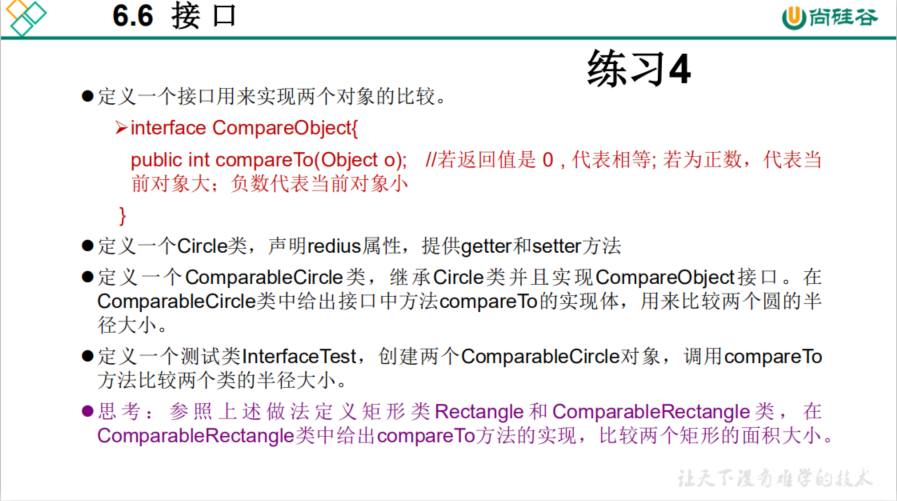 6.6 接 口
尚硅谷
练习4
●定义一个接口用来实现两个对象的比较。
➢interface CompareObject{
public int compareTo(Object o); //若返回值是 0 , 代表相等; 若为正数，代表当
前对象大；负数代表当前对象小
}
●定义一个Circle类，声明redius属性，提供getter和setter方法
●定义一个ComparableCircle类，继承Circle类并且实现CompareObject接口。在
ComparableCircle类中给出接口中方法compareTo的实现体，用来比较两个圆的半
径大小。
●定义一个测试类InterfaceTest，创建两个ComparableCircle对象，调用compareTo
方法比较两个类的半径大小。
●思考：参照上述做法定义矩形类Rectangle和ComparableRectangle类，在
ComparableRectangle类中给出compareTo方法的实现，比较两个矩形的面积大小。
让天下没有难学的技术